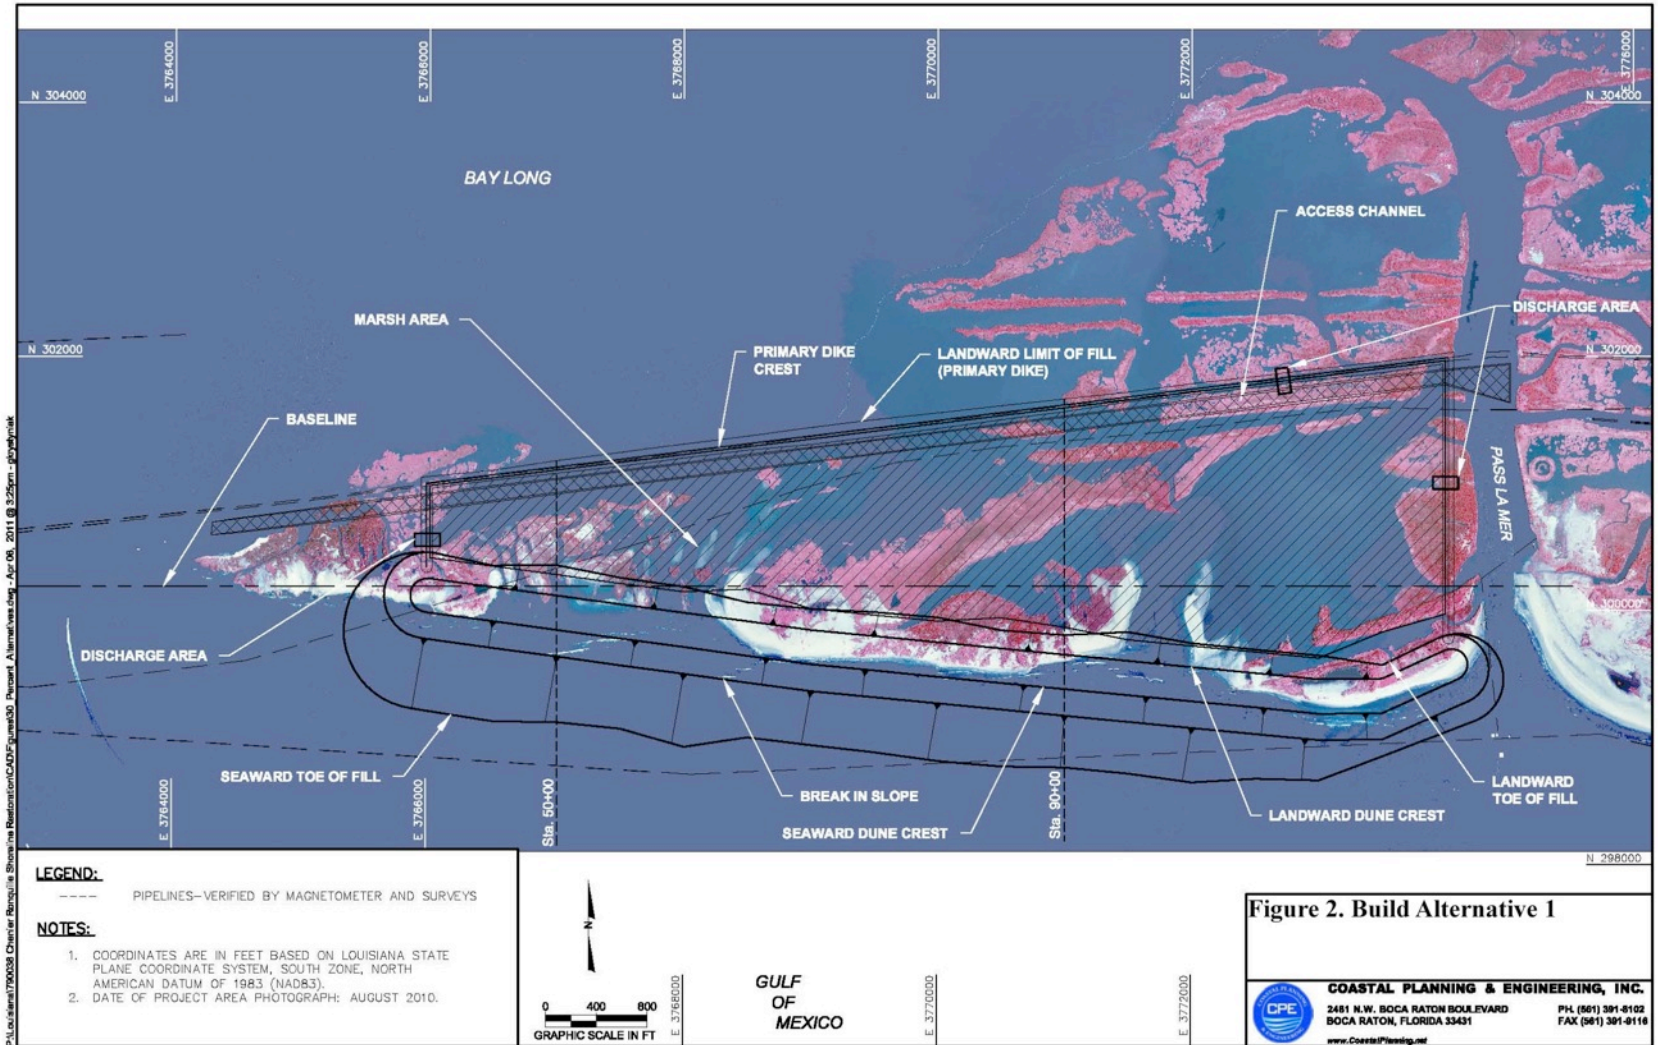 E 3764000
E 3766000
E 3768000
E 3770000
E 3772000
E 3776000
N 304000
N 304000
BAY LONG
ACCESS CHANNEL
MARSH AREA
DISCHARGE AREA
PRIMARY DIKE
CREST
LANDWARD LIMIT OF FILL
(PRIMARY DIKE)
N 302000
N 302000
BASELINE
PASS LA MER
N 300000
DISCHARGE AREA
SEAWARD TOE OF FILL
BREAK IN SLOPE
SEAWARD DUNE CREST
LANDWARD DUNE CREST
LANDWARD
TOE OF FILL
E 3764000
E 3766000
Sta. 50+00
Sta. 90+00
N 298000
LEGEND:
---- PIPELINES-VERIFIED BY MAGNETOMETER AND SURVEYS
NOTES:
1. COORDINATES ARE IN FEET BASED ON LOUISIANA STATE
PLANE COORDINATE SYSTEM, SOUTH ZONE, NORTH
AMERICAN DATUM OF 1983 (NAD83).
2. DATE OF PROJECT AREA PHOTOGRAPH: AUGUST 2010.
N
0 400 800
GRAPHIC SCALE IN FT
E 3768000
GULF
OF
MEXICO
E 3770000
E 3772000
Figure 2. Build Alternative 1
COASTAL PLANNING & ENGINEERING, INC.
2481 N.W. BOCA RATON BOULEVARD
BOCA RATON, FLORIDA 33431
PH. (561) 391-8102
FAX (561) 391-9116
www.CoastalPlanning.net
COASTAL PLANNING
CPE
& ENGINEERING